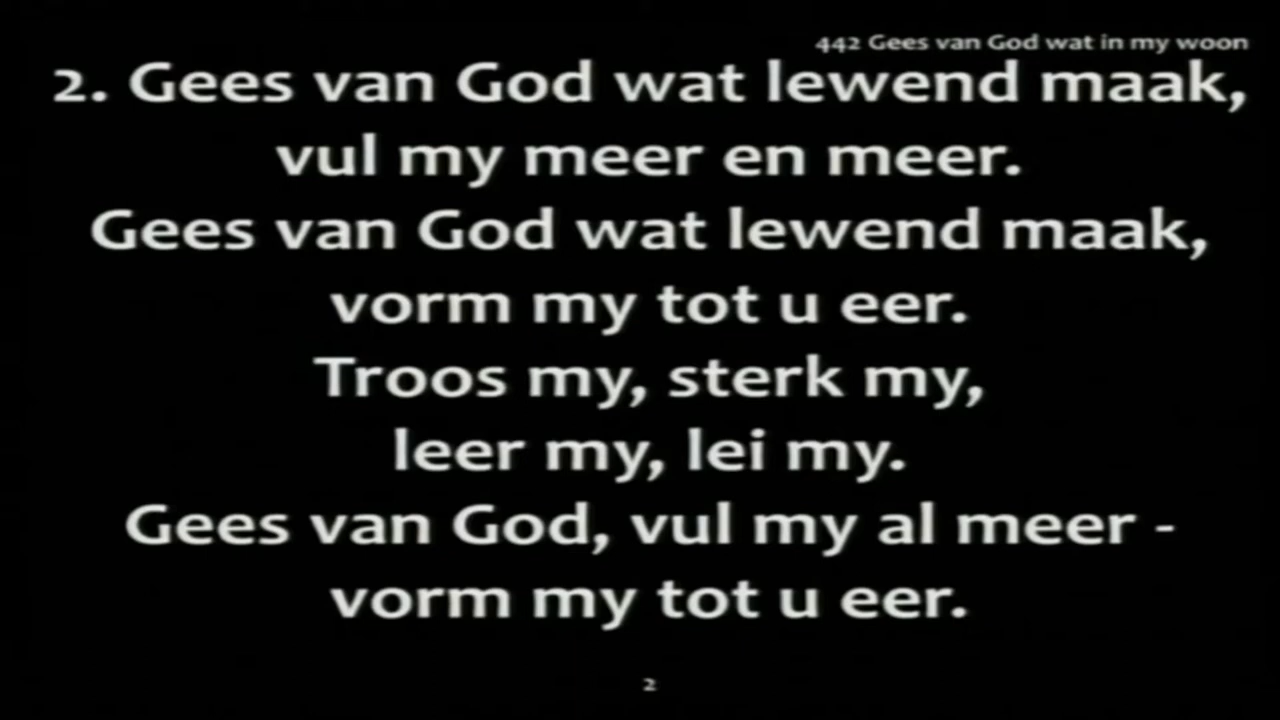 442 Gees van God wat in my woon
2. Gees van God wat lewend maak,
vul my meer en meer.
Gees van God wat lewend maak,
vorm my tot u eer.
Troos my, sterk my,
leer my, lei my.
Gees van God, vul my al meer -
vorm my tot u eer.
2